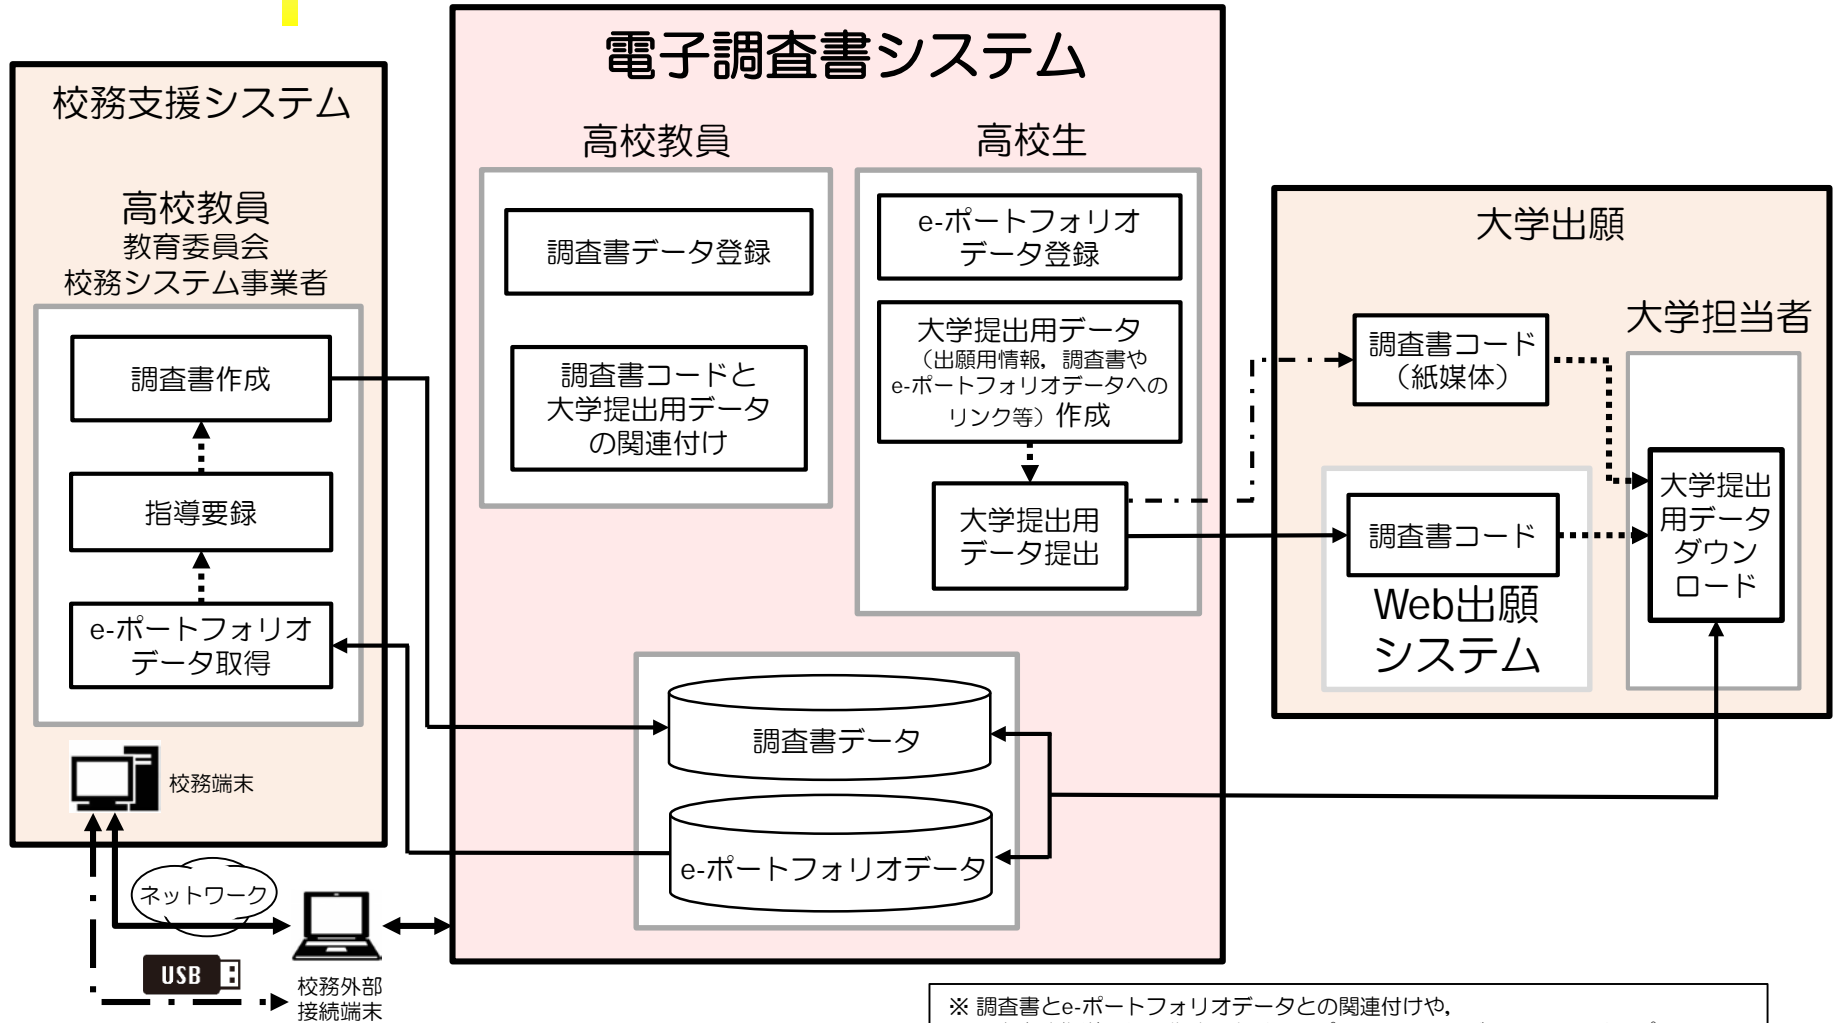 電子調査書システム
校務支援システム
高校教員
教育委員会
校務システム事業者
調査書作成
指導要録
e-ポートフォリオ
データ取得
校務端末
ネットワーク
USB
校務外部
接続端末
高校教員
調査書データ登録
調査書コードと
大学提出用データ
の関連付け
高校生
e-ポートフォリオ
データ登録
大学提出用データ
（出願用情報，調査書や
e-ポートフォリオデータへの
リンク等）作成
大学提出用
データ提出
調査書データ
e-ポートフォリオデータ
大学出願
大学担当者
調査書コード
（紙媒体）
調査書コード
Web出願
システム
大学提出
用データ
ダウン
ロード
※ 調査書とe-ポートフォリオデータとの関連付けや，